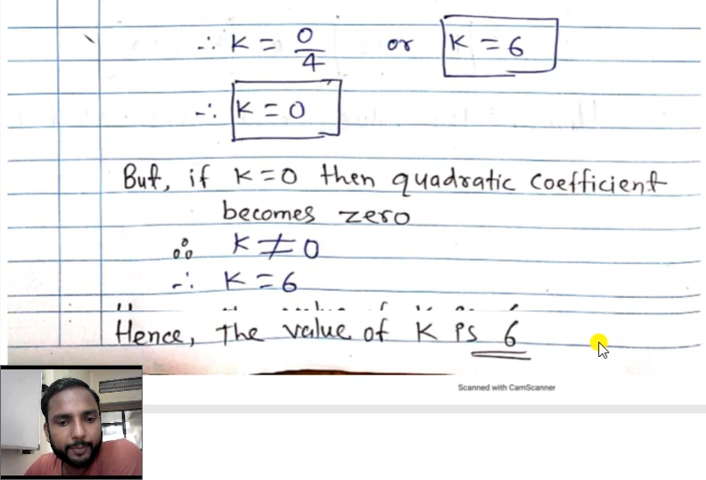 ∴ K = 0/4 or K = 6
∴ K = 0
But, if K=0 then quadratic coefficient
becomes zero
∴ K ≠ 0
∴ K = 6
Hence, The value of K is 6
Scanned with CamScanner